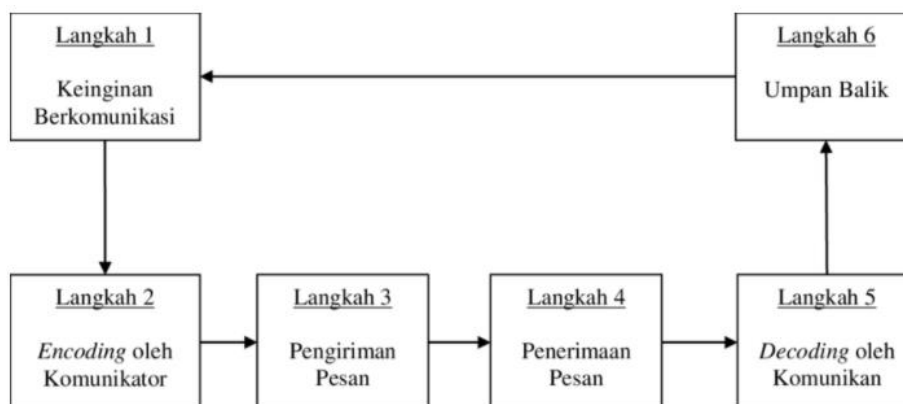 Langkah 1
Keinginan
Berkomunikasi
Langkah 2
Encoding oleh
Komunikator
Langkah 3
Pengiriman
Pesan
Langkah 4
Penerimaan
Pesan
Langkah 5
Decoding oleh
Komunikan
Langkah 6
Umpan Balik